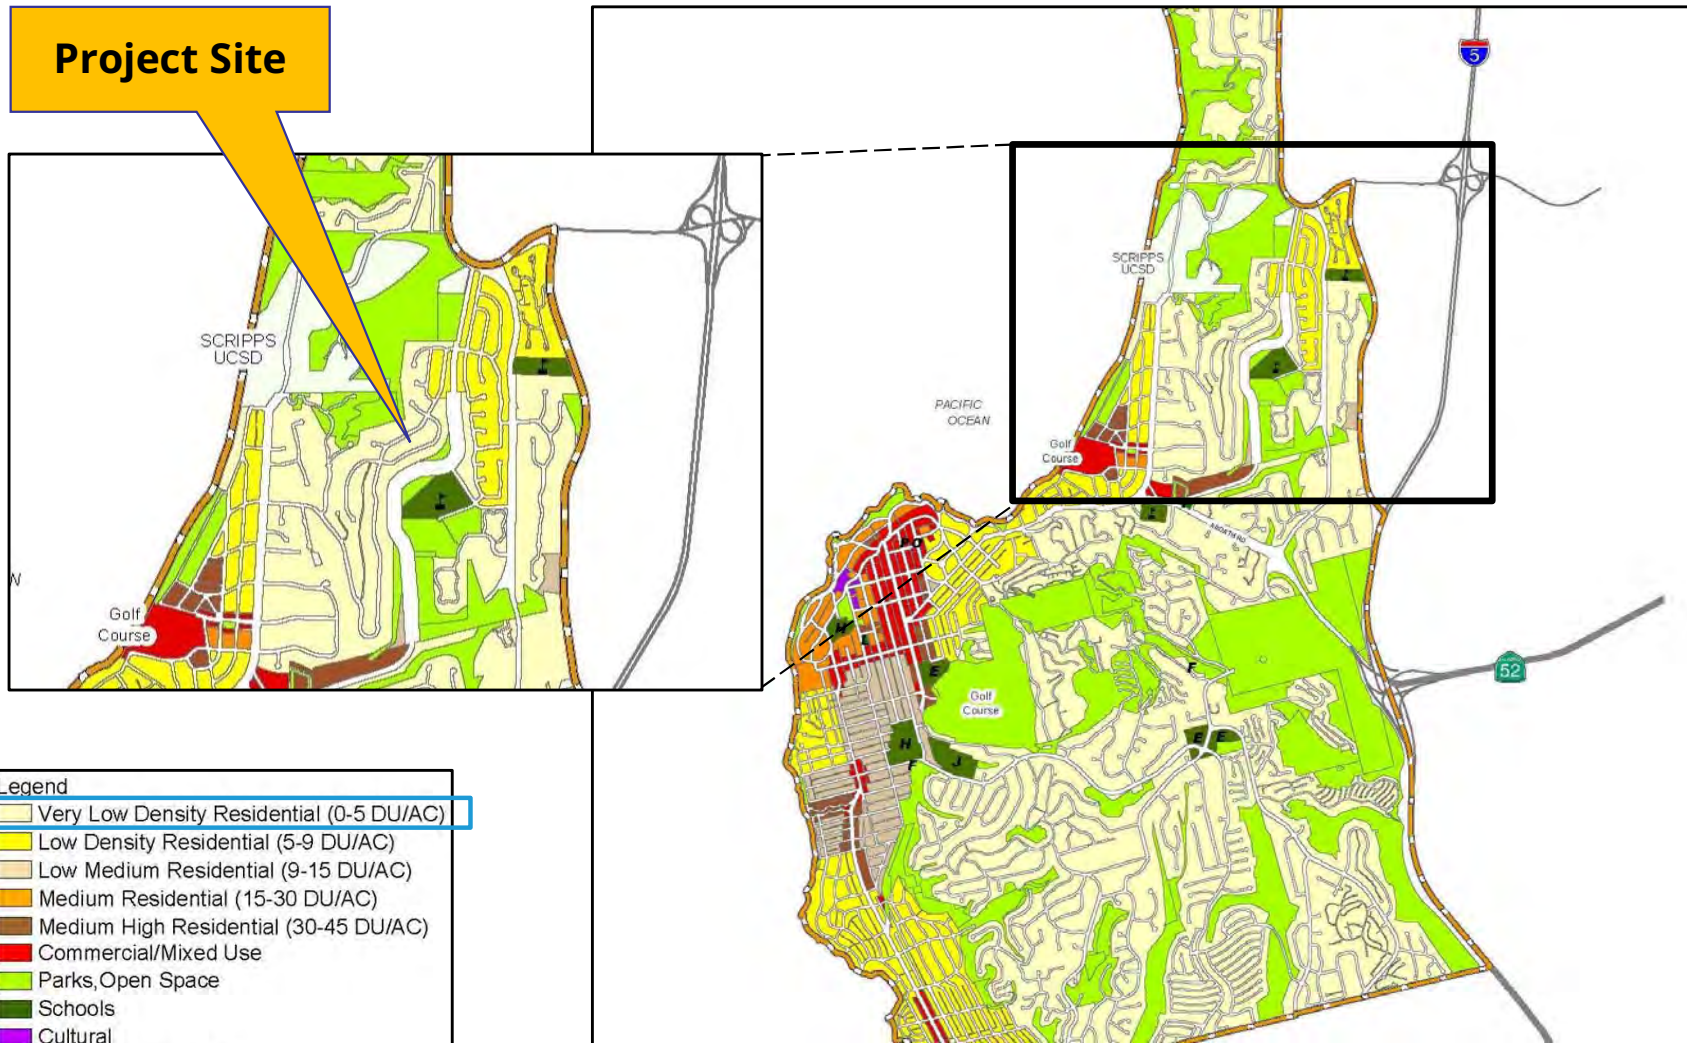 Project Site
5
SCRIPPS
UCSD
SCRIPPS
UCSD
PACIFIC
OCEAN
Golf
Course
N
Golf
Course
PO
H
L
E
F
Golf
Course
52
H
F
J
E E
Legend
Very Low Density Residential (0-5 DU/AC)
Low Density Residential (5-9 DU/AC)
Low Medium Residential (9-15 DU/AC)
Medium Residential (15-30 DU/AC)
Medium High Residential (30-45 DU/AC)
Commercial/Mixed Use
Parks,Open Space
Schools
Cultural